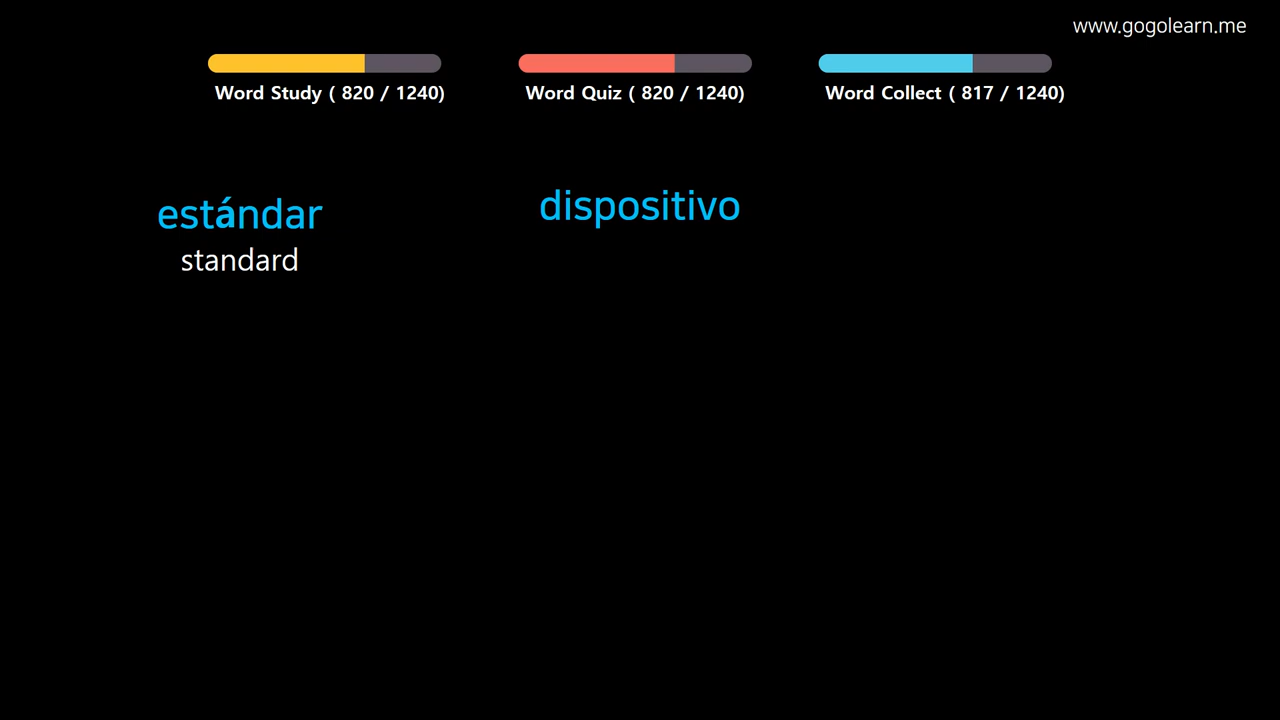 www.gogolearn.me
Word Study ( 820 / 1240)
Word Quiz ( 820 / 1240)
Word Collect ( 817 / 1240)
estándar
standard
dispositivo